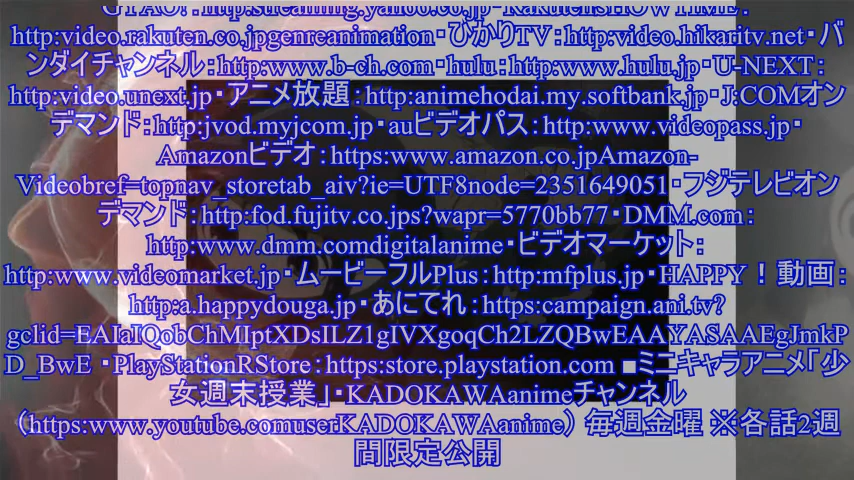 GYAO!：http:streaming.yahoo.co.jp・RakutenSHOWTIME：
http:video.rakuten.co.jpgenreanimation・ひかりTV：http:video.hikaritv.net・バ
ンダイチャンネル：http:www.b-ch.com・hulu：http:www.hulu.jp・U-NEXT：
http:video.unext.jp・アニメ放題：http:animehodai.my.softbank.jp・J:COMオン
デマンド：http:jvod.myjcom.jp・auビデオパス：http:www.videopass.jp・
Amazonビデオ：https:www.amazon.co.jpAmazon-
Videobref=topnav_storetab_aiv?ie=UTF8node=2351649051・フジテレビオン
デマンド：http:fod.fujitv.co.jps?wapr=5770bb77・DMM.com：
http:www.dmm.comdigitalanime・ビデオマーケット：
http:www.videomarket.jp・ムービーフルPlus：http:mfplus.jp・HAPPY！動画：
http:a.happydouga.jp・あにてれ：https:campaign.ani.tv?
gclid=EAIaIQobChMIptXDsILZ1gIVXgoqCh2LZQBwEAAYASAAEgJmkP
D_BwE ・PlayStationRStore：https:store.playstation.com ■ミニキャラアニメ「少
女週末授業」・KADOKAWAanimeチャンネル
（https:www.youtube.comuserKADOKAWAanime） 毎週金曜 ※各話2週
間限定公開